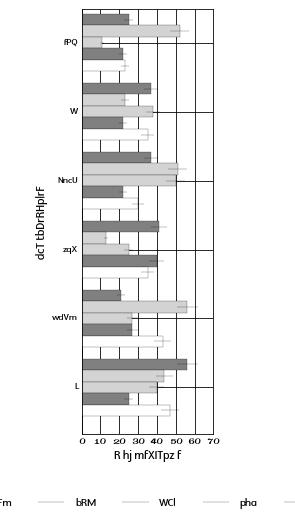 fPQ
W
NncU
zqX
wdVm
L
dcT tbDrRHplrF
0 10 20 30 40 50 60 70
R hj mfXITpz f
Fm bRM WCl pha